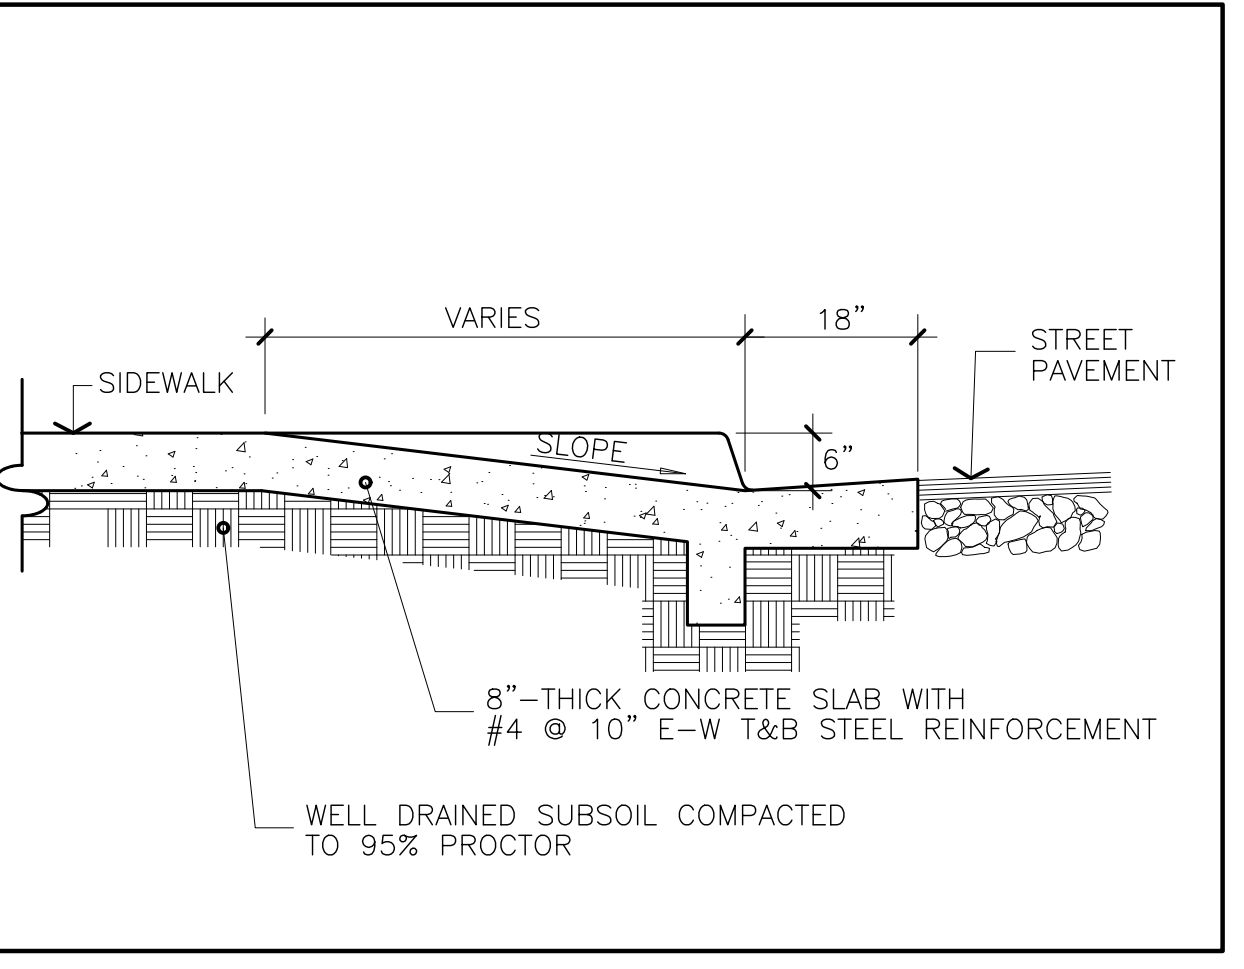 VARIES
18”
STREET
PAVEMENT
SIDEWALK
SLOPE
6”
8”-THICK CONCRETE SLAB WITH
#4 @ 10” E-W T&B STEEL REINFORCEMENT
WELL DRAINED SUBSOIL COMPACTED
TO 95% PROCTOR